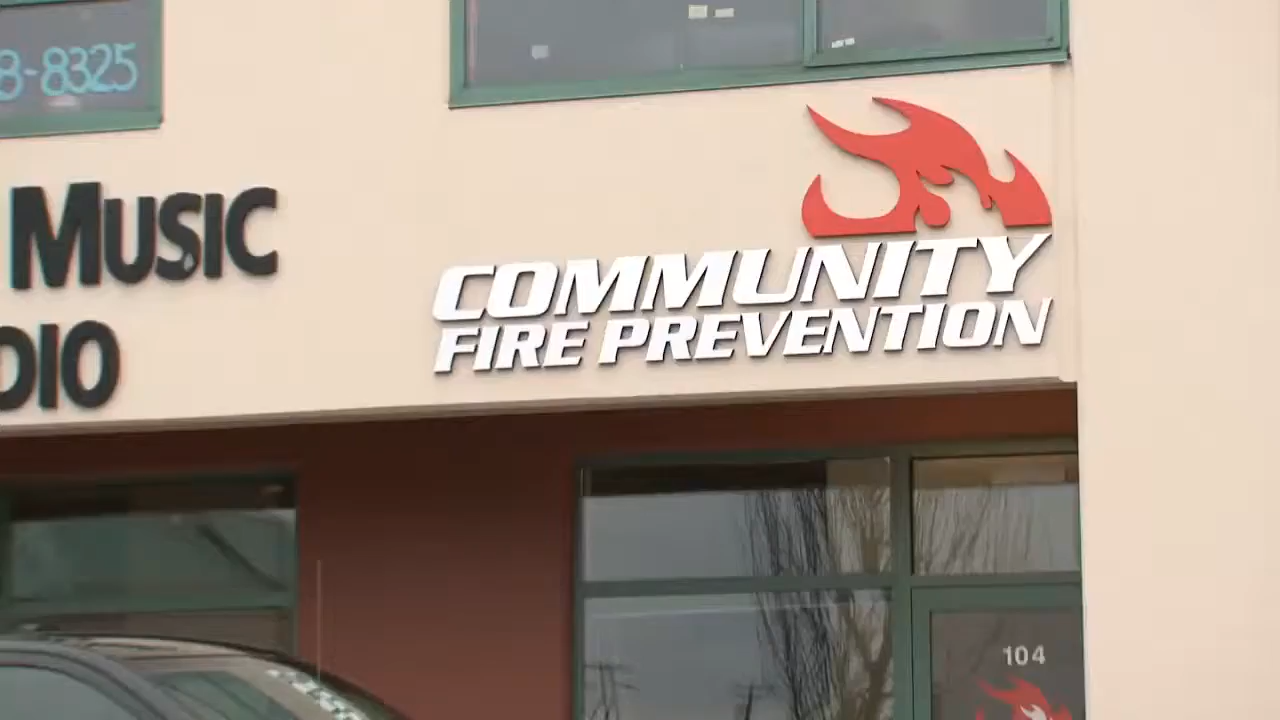 8-8325
MUSIC
DIO
COMMUNITY
FIRE PREVENTION
104